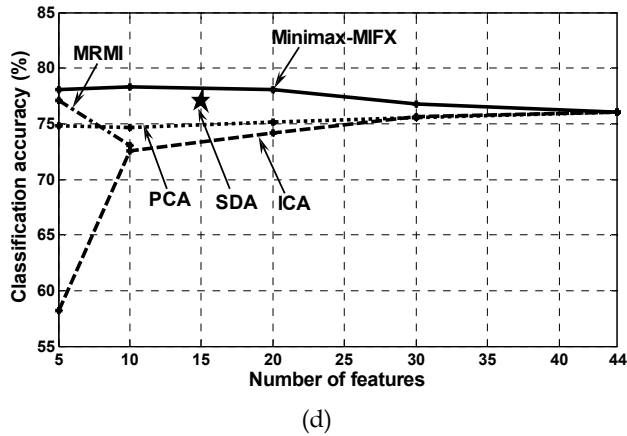 85
80
75
70
65
60
55
Classification accuracy (%)
MRMI
Minimax-MIFX
PCA
SDA
ICA
5
10
15
20
25
30
35
40
44
Number of features
(d)